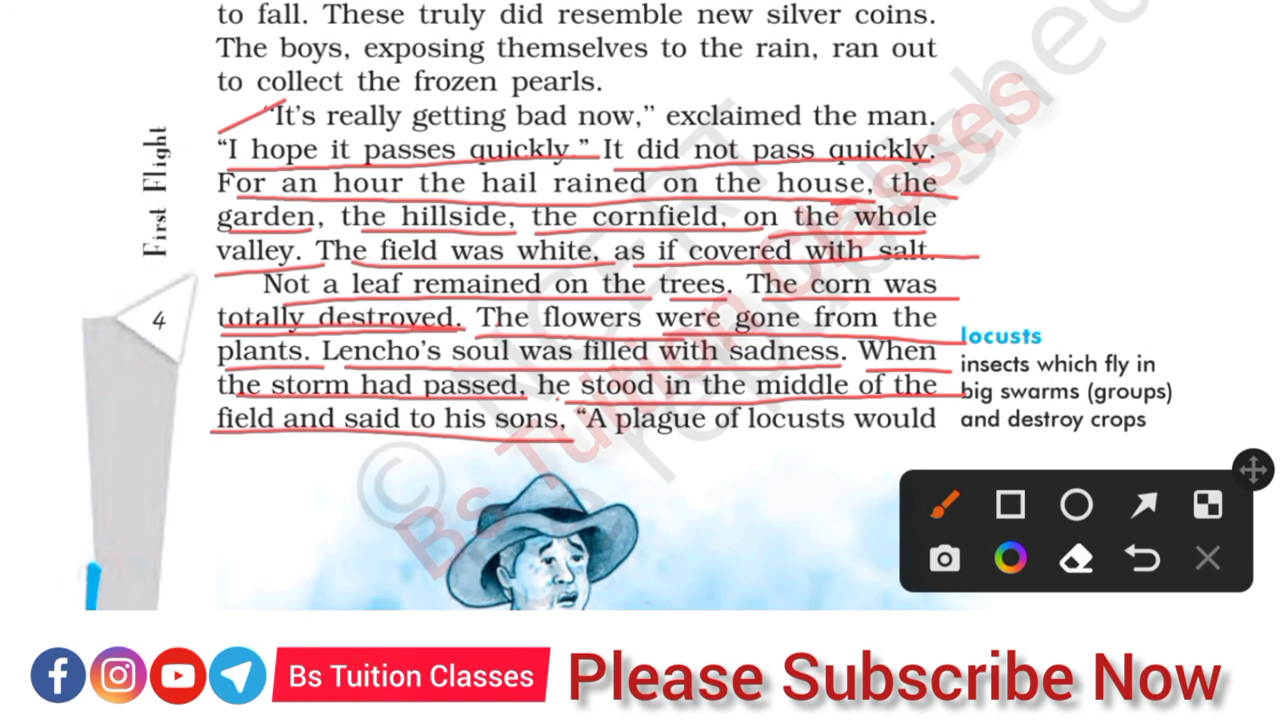 to fall. These truly did resemble new silver coins.
The boys, exposing themselves to the rain, ran out
to collect the frozen pearls.
"It's really getting bad now," exclaimed the man.
"I hope it passes quickly." It did not pass quickly.
For an hour the hail rained on the house, the
garden, the hillside, the cornfield, on the whole
valley. The field was white, as if covered with salt.
Not a leaf remained on the trees. The corn was
totally destroyed. The flowers were gone from the
plants. Lencho's soul was filled with sadness. When
the storm had passed, he stood in the middle of the
field and said to his sons, "A plague of locusts would
First Flight
4
locusts
insects which fly in
big swarms (groups)
and destroy crops
© NCERT
Bs Tuition Classes
Bs Tuition Classes
Please Subscribe Now